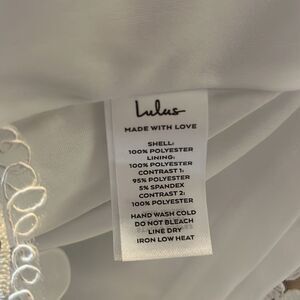 Lulus
MADE WITH LOVE
SHELL:
100% POLYESTER
LINING:
100% POLYESTER
CONTRAST 1:
95% POLYESTER
5% SPANDEX
CONTRAST 2:
100% POLYESTER
HAND WASH COLD
DO NOT BLEACH
LINE DRY
IRON LOW HEAT